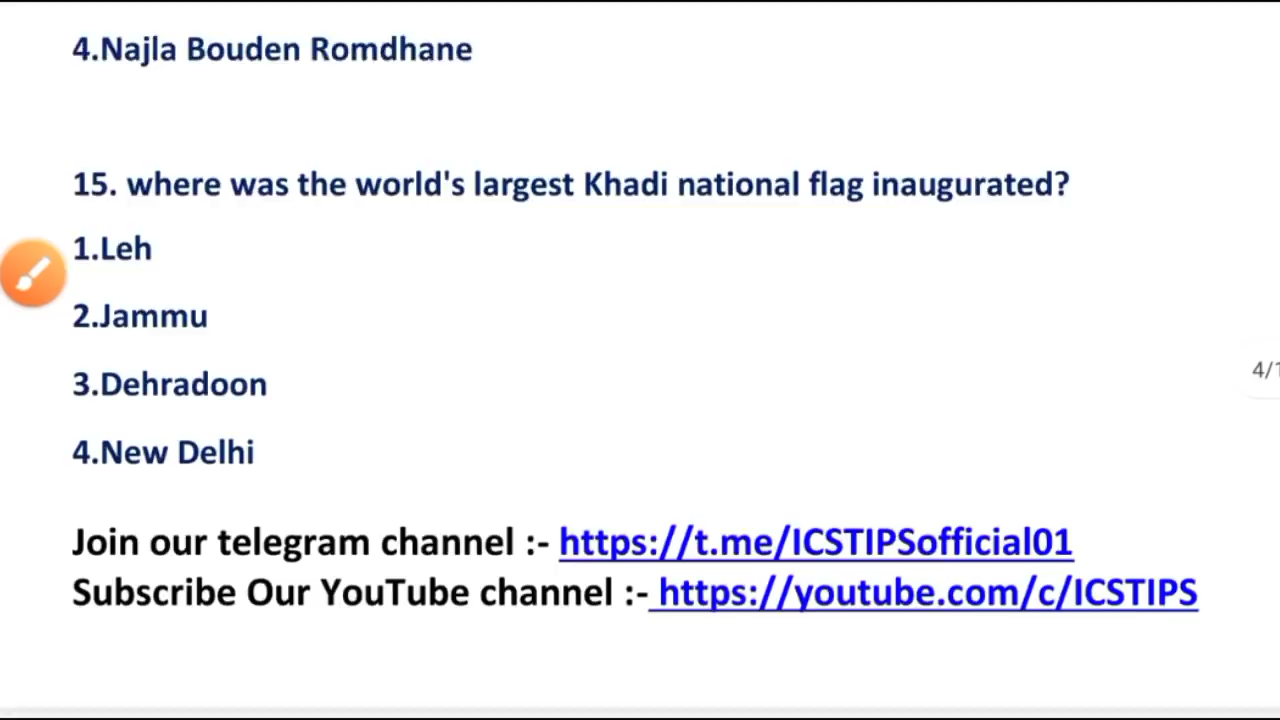 4.Najla Bouden Romdhane
15. where was the world's largest Khadi national flag inaugurated?
1.Leh
2.Jammu
3.Dehradoon
4/1
4.New Delhi
Join our telegram channel :- https://t.me/ICSTIPSofficial01
Subscribe Our YouTube channel :- https://youtube.com/c/ICSTIPS